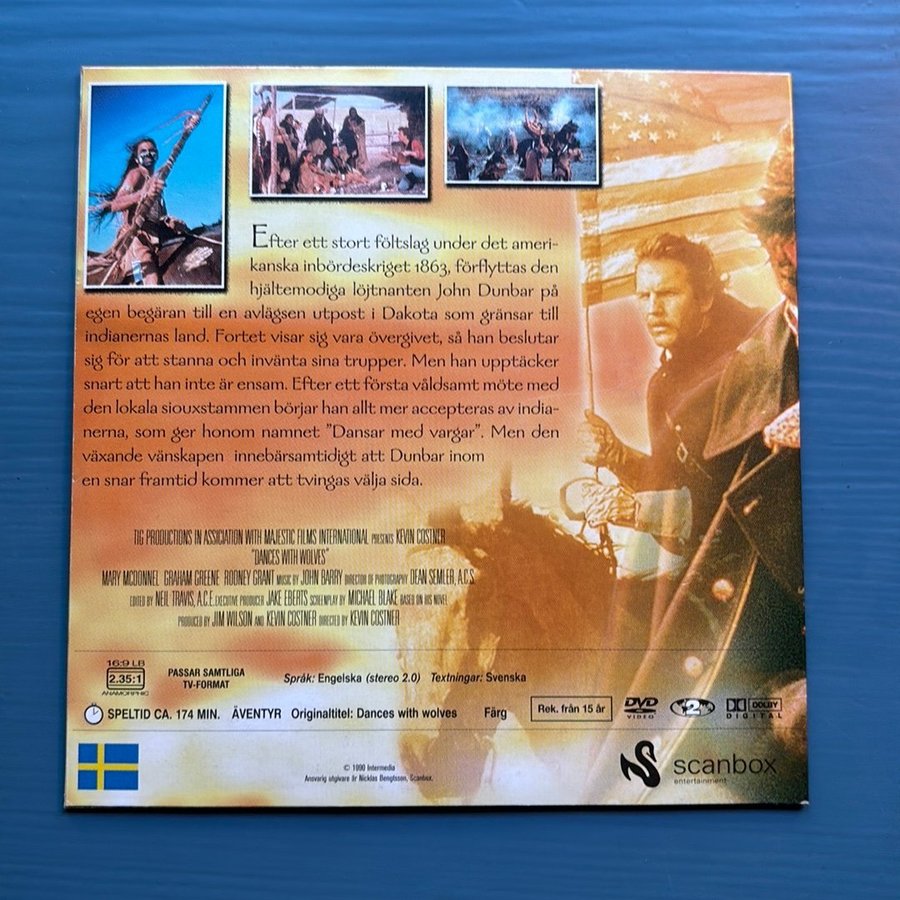 Efter ett stort föltslag under det ameri-
kanska inbördeskriget 1863, förflyttas den
hjältemodiga löjtnanten John Dunbar på
egen begäran till en avlägsen utpost i Dakota som gränsar till
indianernas land. Fortet visar sig vara övergivet, så han beslutar
sig för att stanna och invänta sina trupper. Men han upptäcker
snart att han inte är ensam. Efter ett första våldsamt möte med
den lokala siouxstammen börjar han allt mer accepteras av india-
nerna, som ger honom namnet ”Dansar med vargar”. Men den
växande vänskapen innebärsamtidigt att Dunbar inom
en snar framtid kommer att tvingas välja sida.
TIG PRODUCTIONS IN ASSICIATION WITH MAJESTIC FILMS INTERNATIONAL PRESENTS KEVIN COSTNER
"DANCES WITH WOLVES"
MARY MCDONNEL GRAHAM GREENE RODNEY GRANT MUSIC BY JOHN BARRY DIRECTOR OF PHOTOGRAPHY DEAN SEMLER, A.C.S.
EDITED BY NEIL TRAVIS, A.C.E. EXECUTIVE PRODUCER JAKE EBERTS SCREENPLAY BY MICHAEL BLAKE BASED ON HIS NOVEL
PRODUCED BY JIM WILSON AND KEVIN COSTNER DIRECTED BY KEVIN COSTNER
16:9 LB
2.35:1
ANAMORPHIC
PASSAR SAMTLIGA
TV-FORMAT
Språk: Engelska (stereo 2.0) Textningar: Svenska
SPELTID CA. 174 MIN. ÄVENTYR Originaltitel: Dances with wolves Färg
Rek. från 15 år
DVD
VIDEO
2
DOLBY
DIGITAL
© 1990 Intermedia
Ansvarig utgivare är Nicklas Bengtsson, Scanbox.
scanbox
entertainment